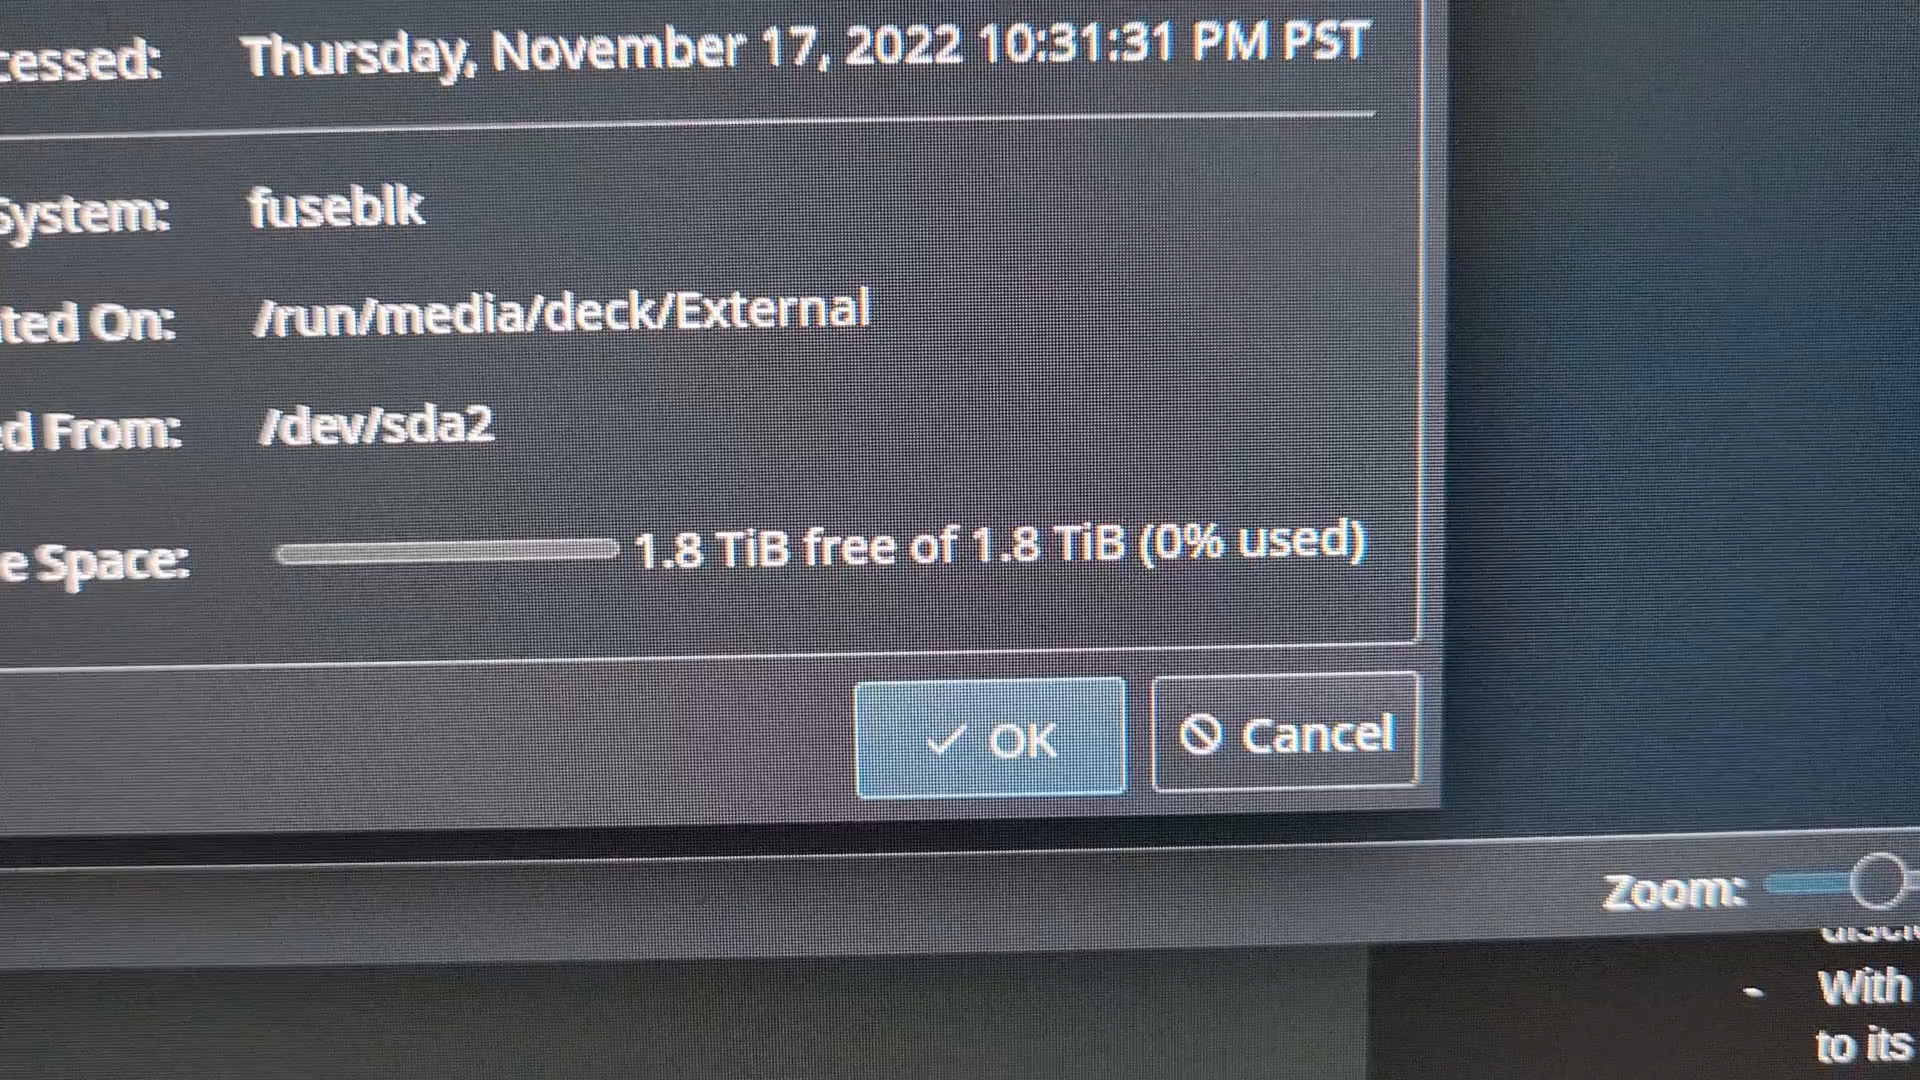 cessed: Thursday, November 17, 2022 10:31:31 PM PST
System: fuseblk
ted On: /run/media/deck/External
d From: /dev/sda2
e Space: 1.8 TiB free of 1.8 TiB (0% used)
OK Cancel
Zoom:
- With
to its